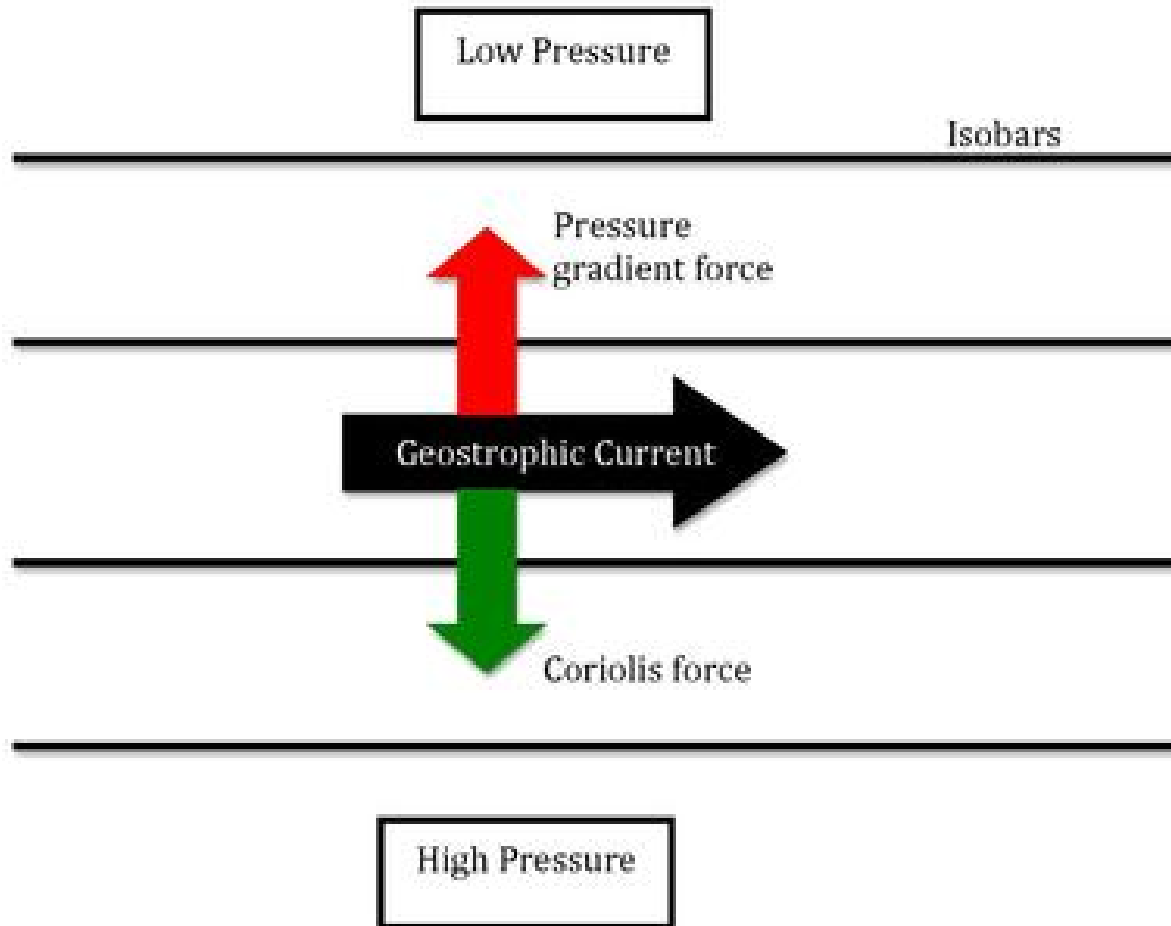 Low Pressure
Isobars
Pressure
gradient force
Geostrophic Current
Coriolis force
High Pressure